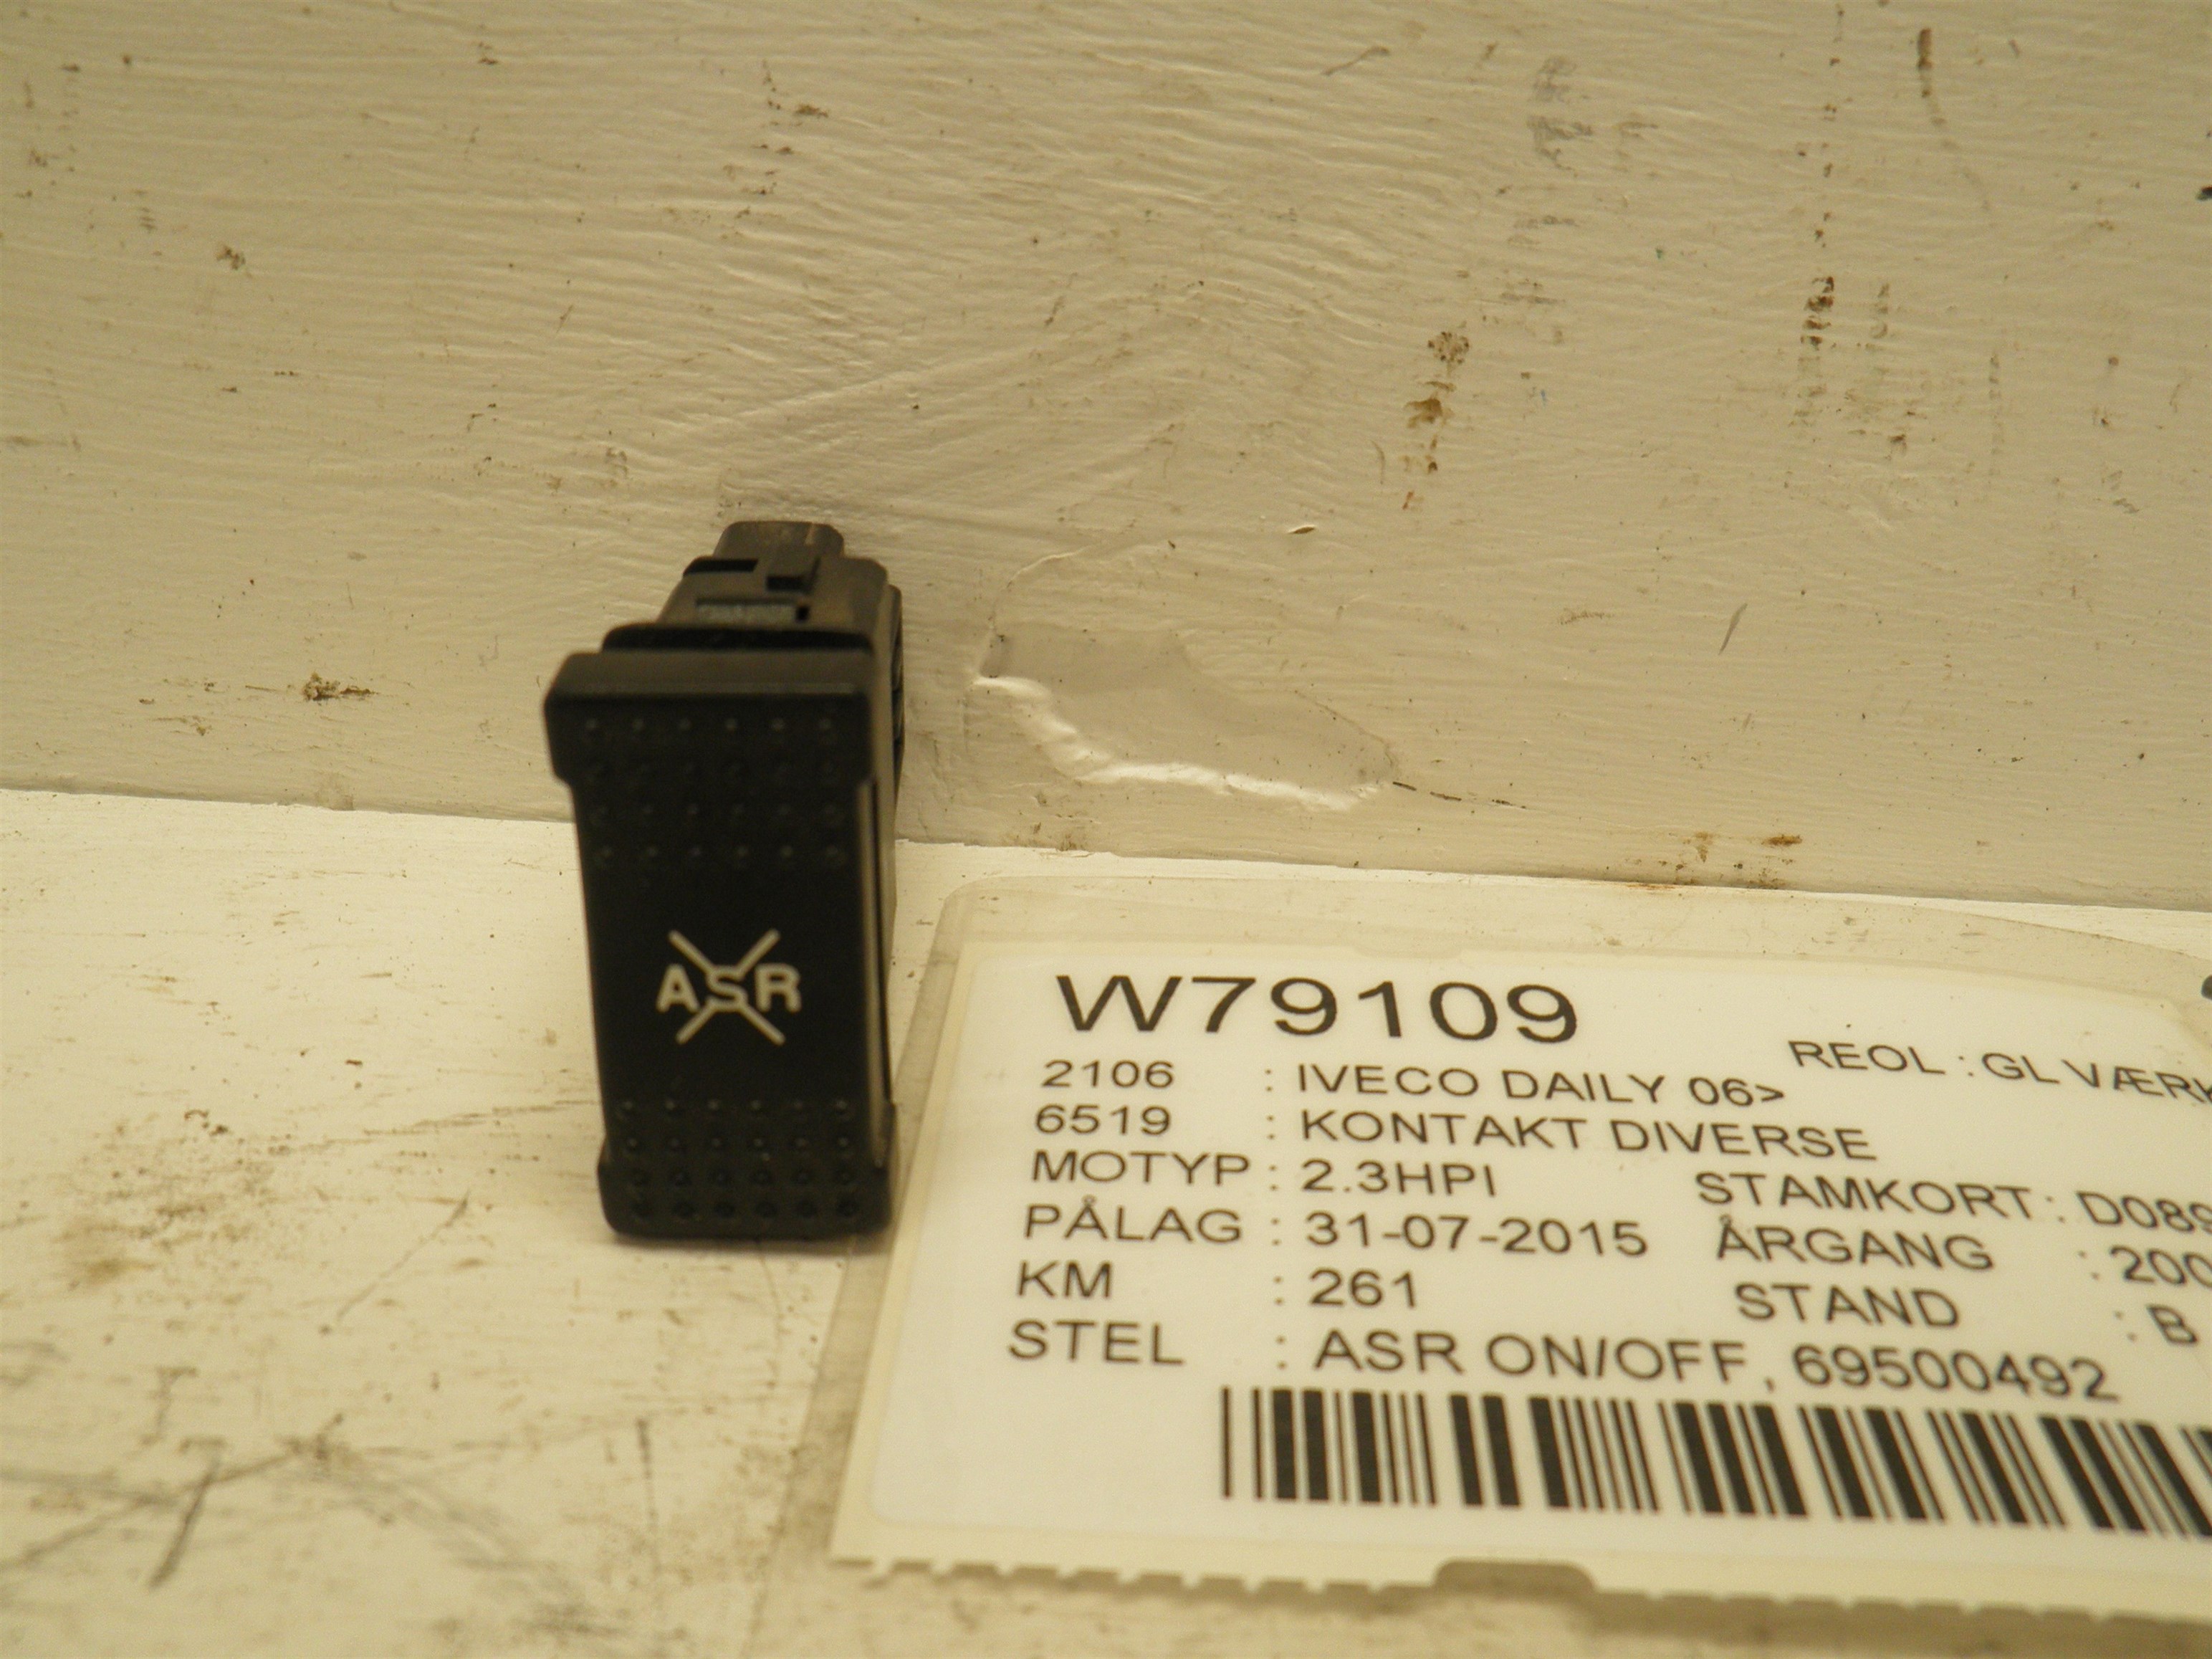 ASR
W79109
REOL : GL VÆRK
2106 : IVECO DAILY 06>
6519 : KONTAKT DIVERSE
MOTYP : 2.3HPI STAMKORT : D089
PÅLAG : 31-07-2015 ÅRGANG : 200
KM : 261 STAND : B
STEL : ASR ON/OFF, 69500492